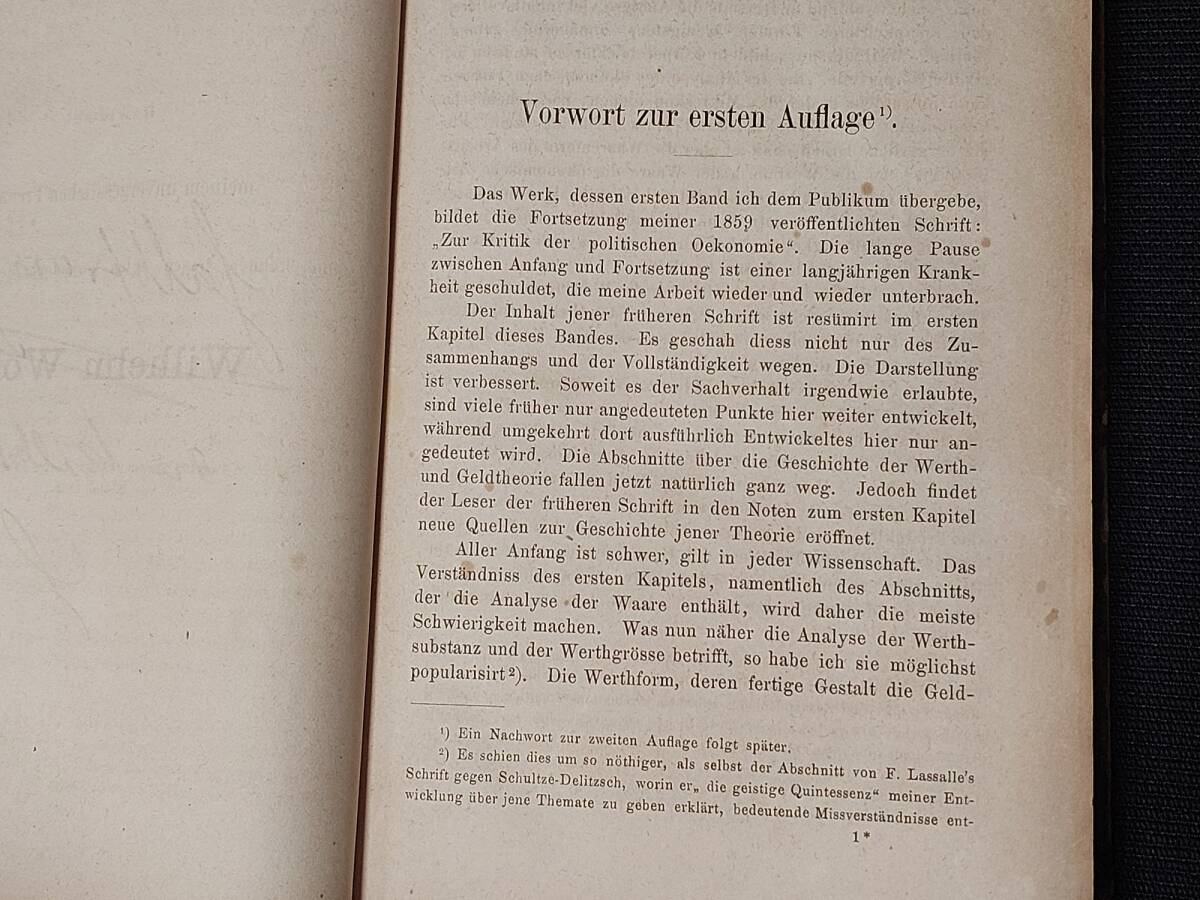 Vorwort zur ersten Auflage¹).
Das Werk, dessen ersten Band ich dem Publikum übergebe,
bildet die Fortsetzung meiner 1859 veröffentlichten Schrift:
„Zur Kritik der politischen Oekonomie“. Die lange Pause
zwischen Anfang und Fortsetzung ist einer langjährigen Krank-
heit geschuldet, die meine Arbeit wieder und wieder unterbrach.
Der Inhalt jener früheren Schrift ist resümirt im ersten
Kapitel dieses Bandes. Es geschah diess nicht nur des Zu-
sammenhangs und der Vollständigkeit wegen. Die Darstellung
ist verbessert. Soweit es der Sachverhalt irgendwie erlaubte,
sind viele früher nur angedeuteten Punkte hier weiter entwickelt,
während umgekehrt dort ausführlich Entwickeltes hier nur an-
gedeutet wird. Die Abschnitte über die Geschichte der Werth-
und Geldtheorie fallen jetzt natürlich ganz weg. Jedoch findet
der Leser der früheren Schrift in den Noten zum ersten Kapitel
neue Quellen zur Geschichte jener Theorie eröffnet.
Aller Anfang ist schwer, gilt in jeder Wissenschaft. Das
Verständniss des ersten Kapitels, namentlich des Abschnitts,
der die Analyse der Waare enthält, wird daher die meiste
Schwierigkeit machen. Was nun näher die Analyse der Werth-
substanz und der Werthgrösse betrifft, so habe ich sie möglichst
popularisirt²). Die Werthform, deren fertige Gestalt die Geld-
¹) Ein Nachwort zur zweiten Auflage folgt später.
²) Es schien dies um so nöthiger, als selbst der Abschnitt von F. Lassalle's
Schrift gegen Schultze-Delitzsch, worin er„ die geistige Quintessenz“ meiner Ent-
wicklung über jene Themate zu geben erklärt, bedeutende Missverständnisse ent-
1*